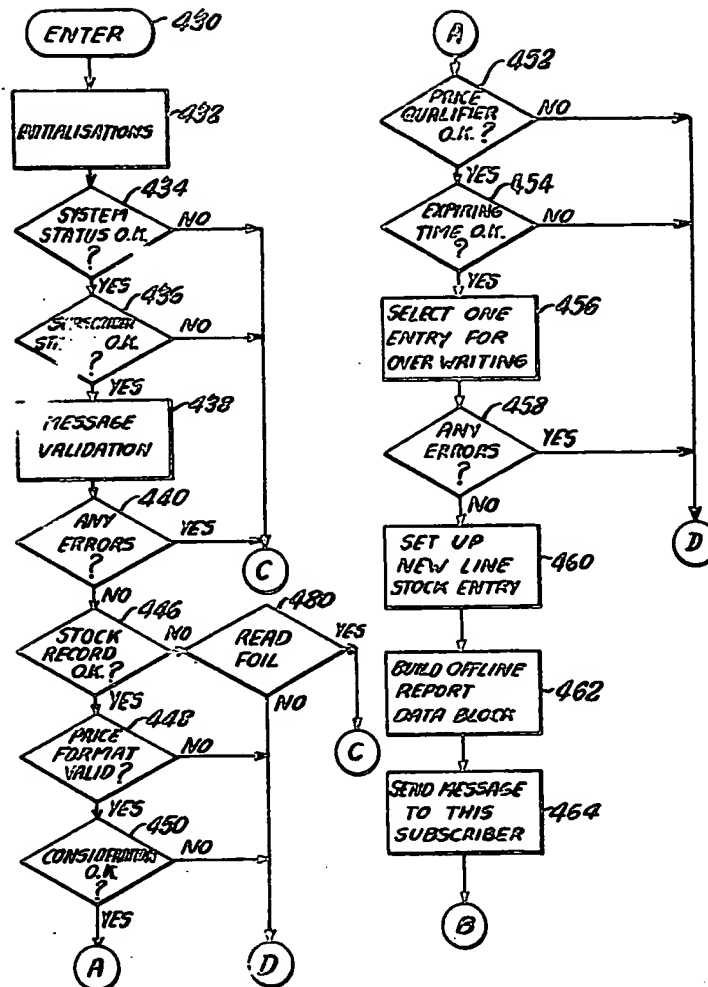 ENTER
430
INITIALISATIONS
432
434
SYSTEM
STATUS O.K.
?
NO
YES
436
SUBSCRIBER
O.K.
?
NO
YES
438
MESSAGE
VALIDATION
440
ANY
ERRORS
?
YES
C
NO
446
STOCK
RECORD
O.K.?
NO
480
READ
FOIL
YES
C
NO
YES
448
PRICE
FORMAT
VALID?
NO
YES
450
O.K
?
NO
YES
A
D
A
452
PRICE
QUALIFIER
O.K.?
NO
YES
454
EXPIRING
TIME O.K.
?
NO
YES
SELECT ONE
ENTRY FOR
OVER WRITING
456
458
ANY
ERRORS
?
YES
D
NO
SET UP
NEW LINE
STOCK ENTRY
460
BUILD OFFLINE
REPORT
DATA BLOCK
462
SEND MESSAGE
TO THIS
SUBSCRIBER
464
B